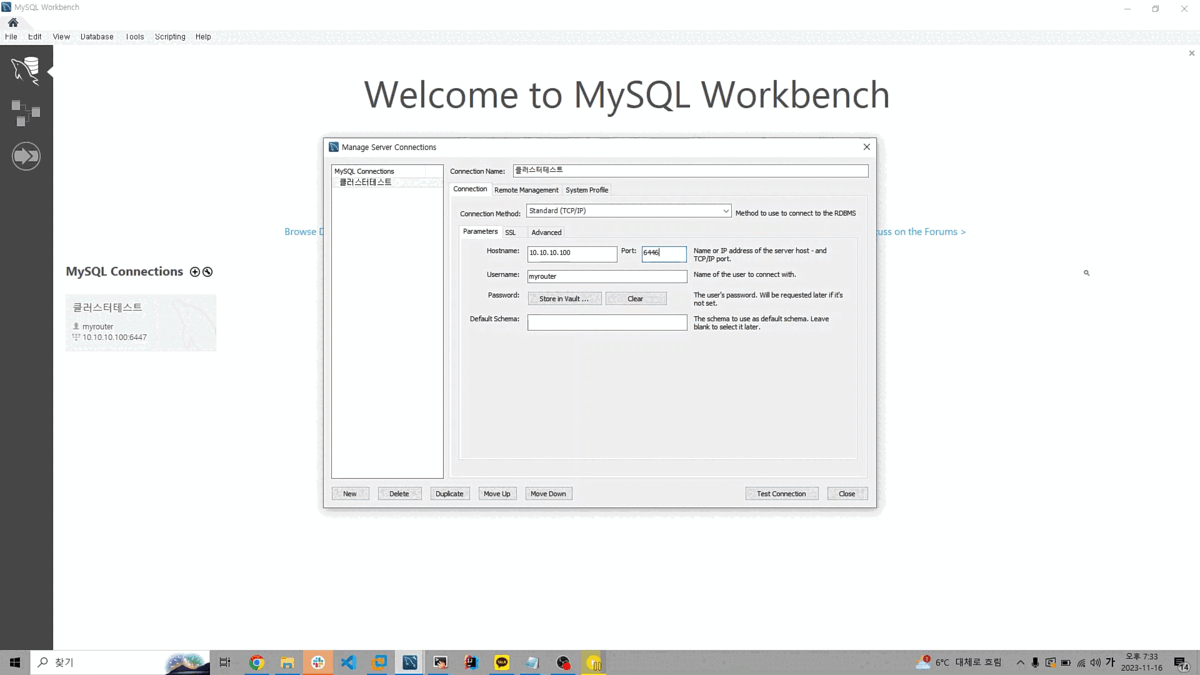 MySQL Workbench
File Edit View Database Tools Scripting Help
Welcome to MySQL Workbench
Browse D
uss on the Forums >
MySQL Connections
클러스터테스트
myrouter
10.10.10.100:6447
Manage Server Connections
MySQL Connections
클러스터테스트
Connection Name: 클러스터테스트
Connection Remote Management System Profile
Connection Method: Standard (TCP/IP) Method to use to connect to the RDBMS
Parameters SSL Advanced
Hostname: 10.10.10.100 Port: 6446 Name or IP address of the server host - and
TCP/IP port.
Username: myrouter Name of the user to connect with.
Password: Store in Vault ... Clear The user's password. Will be requested later if it's
not set.
Default Schema: The schema to use as default schema. Leave
blank to select it later.
New Delete Duplicate Move Up Move Down Test Connection Close
찾기
6°C 대체로 흐림 가 오후 7:33
2023-11-16
14